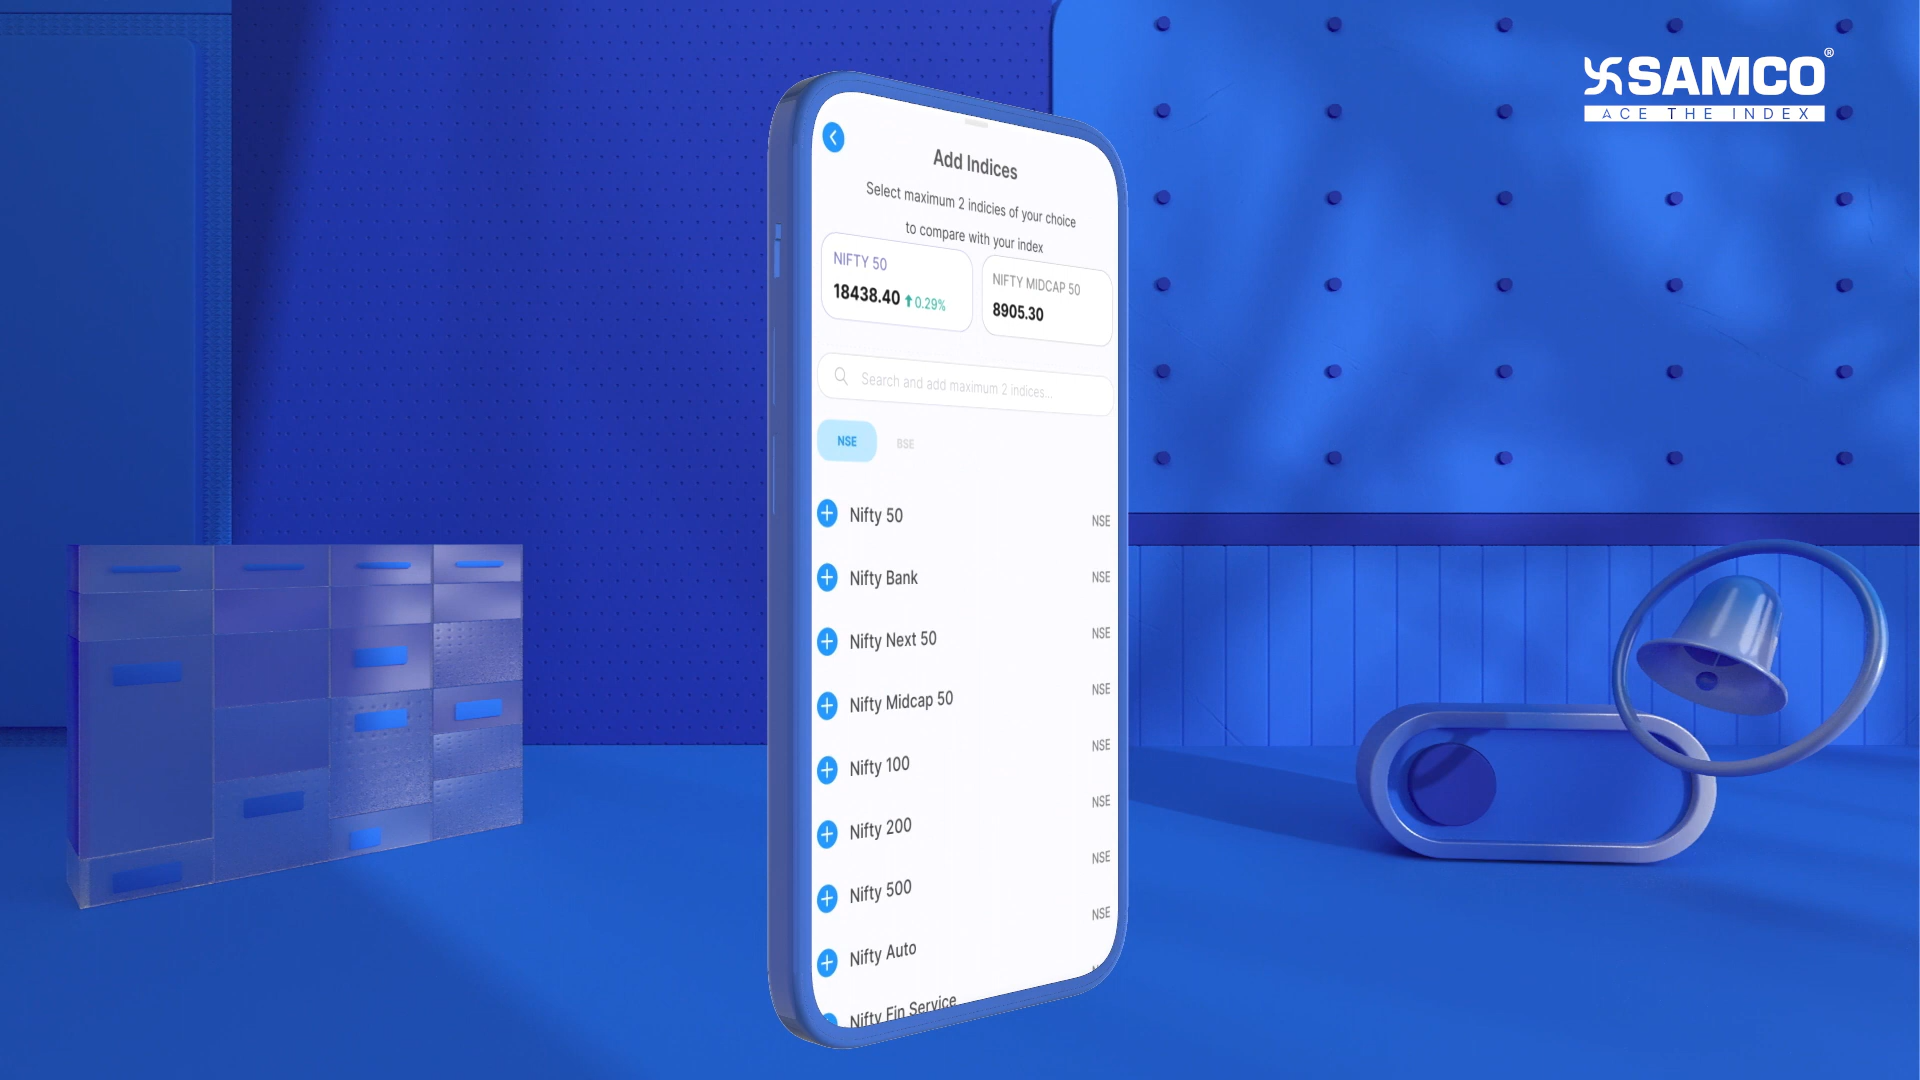 SAMCO®
ACE THE INDEX
Add Indices
Select maximum 2 indicies of your choice
to compare with your index
NIFTY 50
18438.40 0.29%
NIFTY MIDCAP 50
8905.30
Search and add maximum 2 indices...
NSE BSE
Nifty 50 NSE
Nifty Bank NSE
Nifty Next 50 NSE
Nifty Midcap 50 NSE
Nifty 100 NSE
Nifty 200 NSE
Nifty 500 NSE
Nifty Auto NSE
Nifty Fin Service